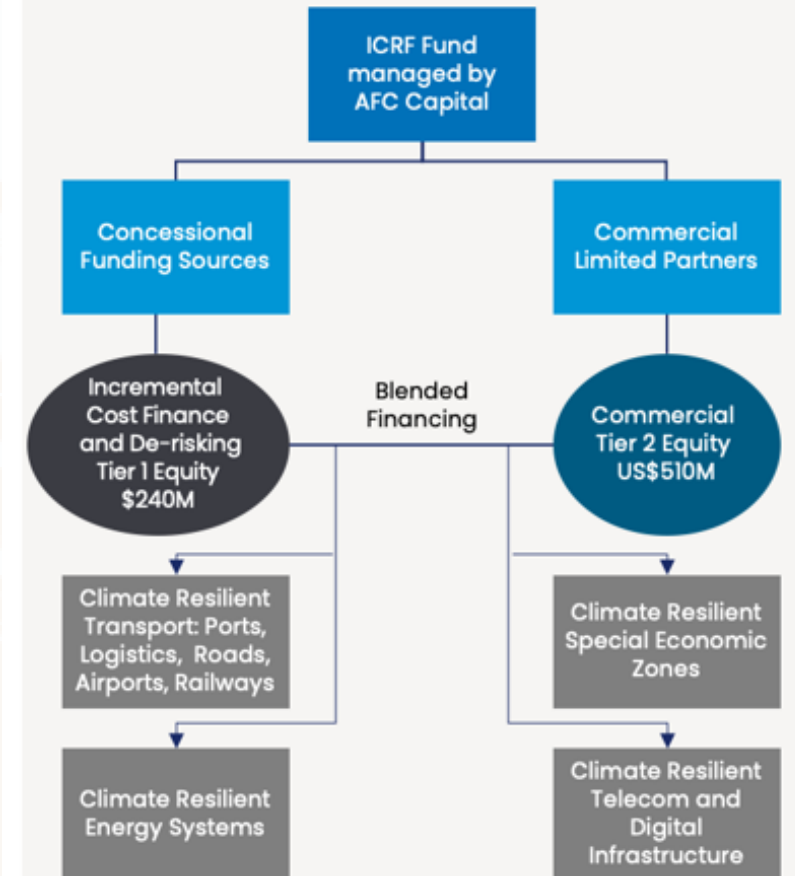 ICRF Fund
managed by
AFC Capital
Concessional
Funding Sources
Commercial
Limited Partners
Incremental
Cost Finance
and De-risking
Tier 1 Equity
$240M
Blended
Financing
Commercial
Tier 2 Equity
US$510M
Climate Resilient
Transport: Ports,
Logistics, Roads,
Airports, Railways
Climate Resilient
Special Economic
Zones
Climate Resilient
Energy Systems
Climate Resilient
Telecom and
Digital
Infrastructure